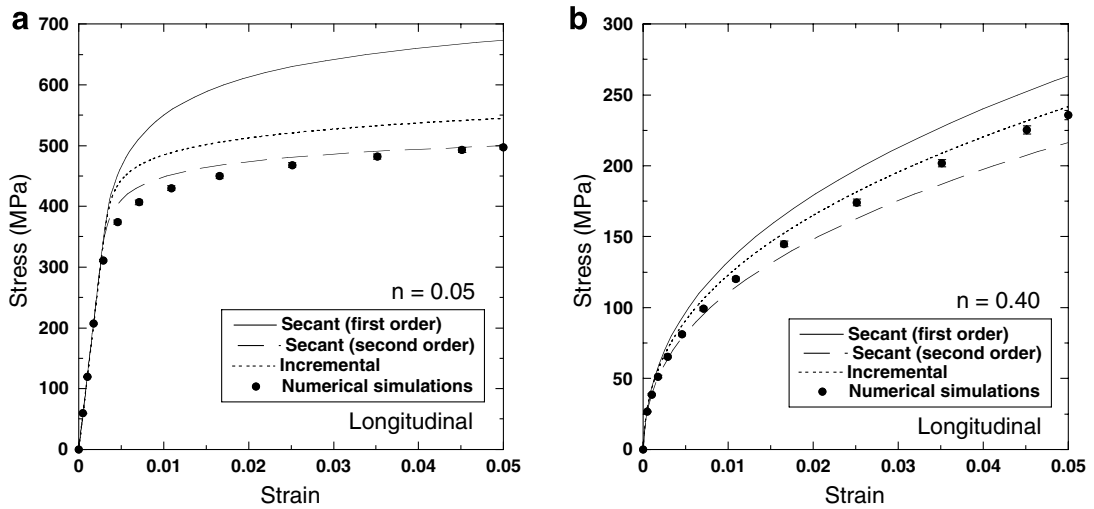 a
700
600
500
400
300
200
100
0
Stress (MPa)
n = 0.05
Secant (first order)
Secant (second order)
Incremental
Numerical simulations
Longitudinal
0 0.01 0.02 0.03 0.04 0.05
Strain
b
300
250
200
150
100
50
0
Stress (MPa)
n = 0.40
Secant (first order)
Secant (second order)
Incremental
Numerical simulations
Longitudinal
0 0.01 0.02 0.03 0.04 0.05
Strain